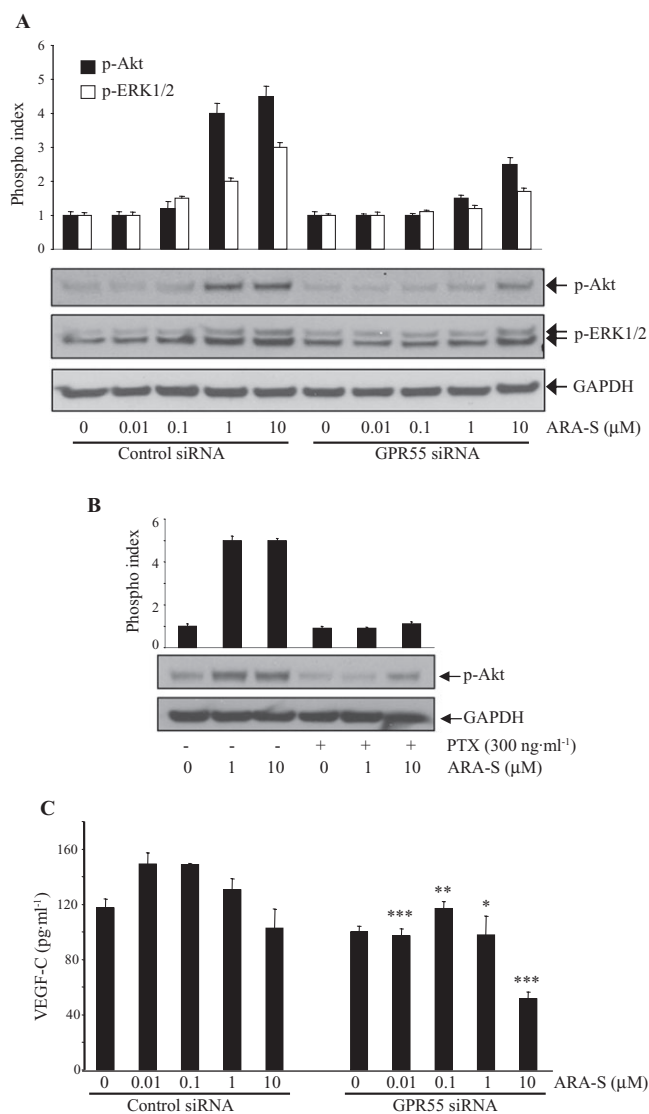 A
6
5
4
3
2
1
0
Phospho index
p-Akt
p-ERK1/2
p-Akt
p-ERK1/2
GAPDH
0 0.01 0.1 1 10 0 0.01 0.1 1 10 ARA-S (μM)
Control siRNA GPR55 siRNA
B
6
4
2
0
Phospho index
p-Akt
GAPDH
- - - + + + PTX (300 ng·ml-1)
0 1 10 0 1 10 ARA-S (μM)
C
160
120
80
40
0
VEGF-C (pg·ml-1)
*** ** * ***
0 0.01 0.1 1 10 0 0.01 0.1 1 10 ARA-S (μM)
Control siRNA GPR55 siRNA